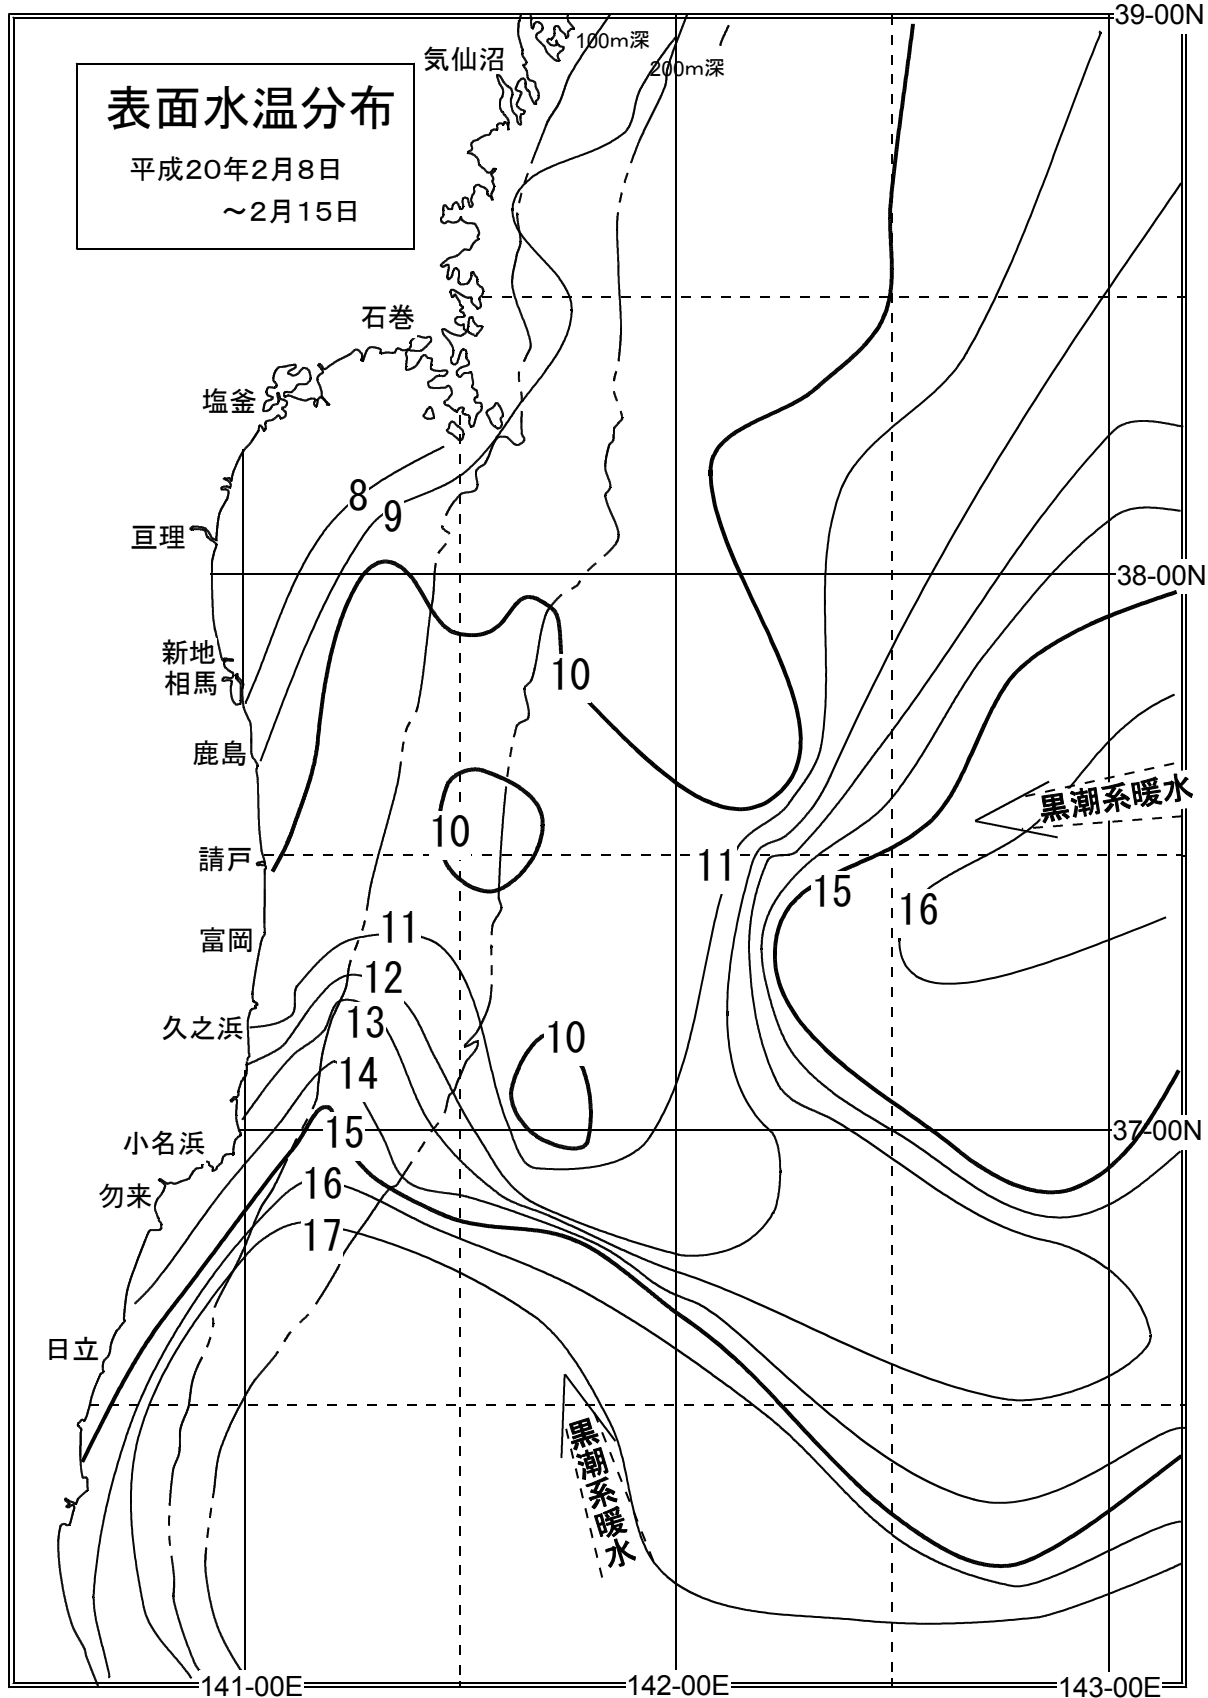 39-00N
100m深
気仙沼
200m深
表面水温分布
平成20年2月8日
～2月15日
石巻
塩釜
8
9
亘理
38-00N
新地
相馬
10
鹿島
黒潮系暖水
10
請戸
11
15
16
富岡
11
12
久之浜
13
10
14
小名浜
15
37-00N
勿来
16
17
日立
黒潮系暖水
141-00E
142-00E
143-00E